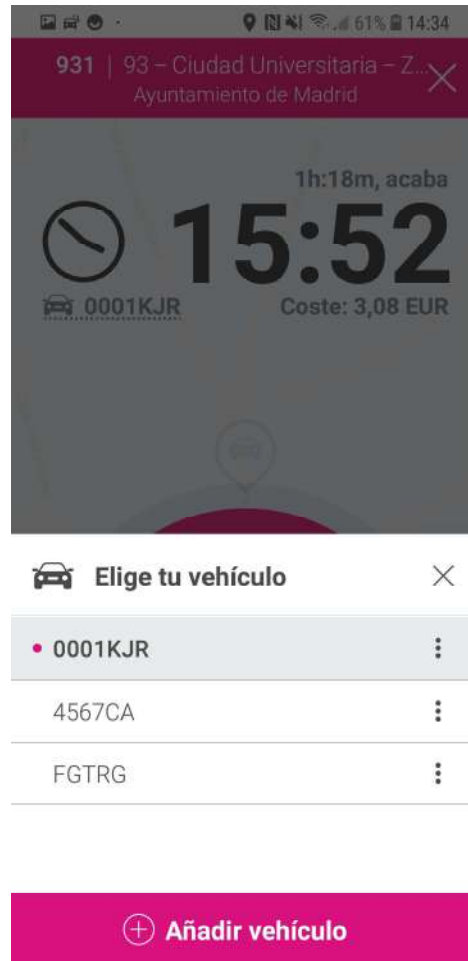 61% 14:34
931 | 93 – Ciudad Universitaria – Z...
Ayuntamiento de Madrid
1h:18m, acaba
15:52
0001KJR Coste: 3,08 EUR
Elige tu vehículo
0001KJR
4567CA
FGTRG
Añadir vehículo